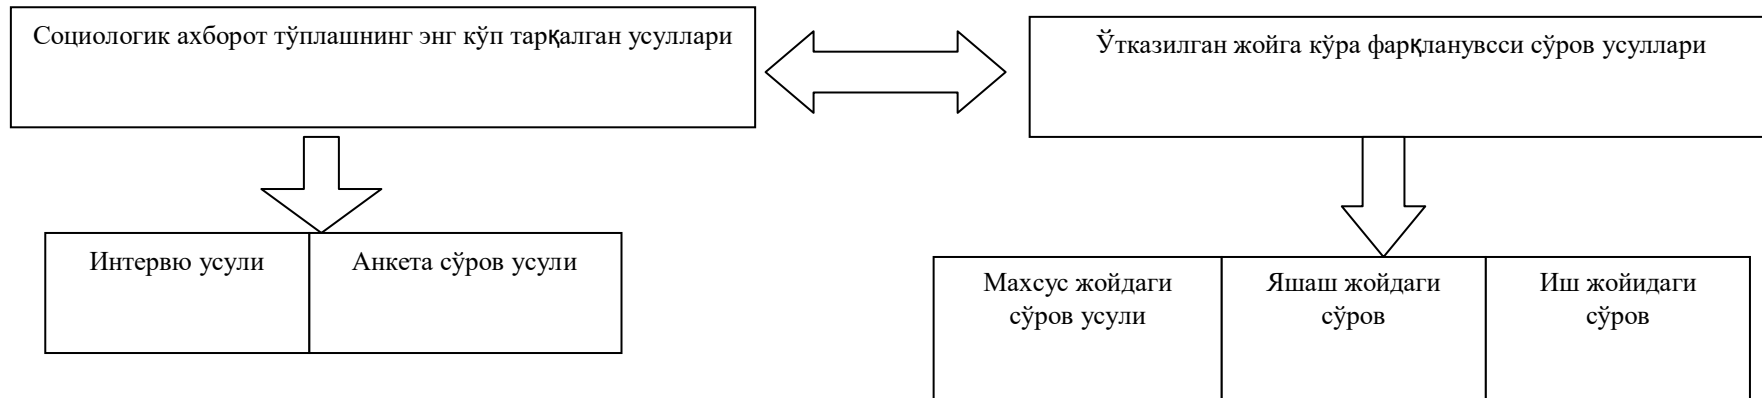 Социологик ахборот тўплашнинг энг кўп тарқалган усуллари
Ўтказилган жойга кўра фарқланувсси сўров усуллари
Интервю усули
Анкета сўров усули
Махсус жойдаги
сўров усули
Яшаш жойдаги
сўров
Иш жойидаги
сўров